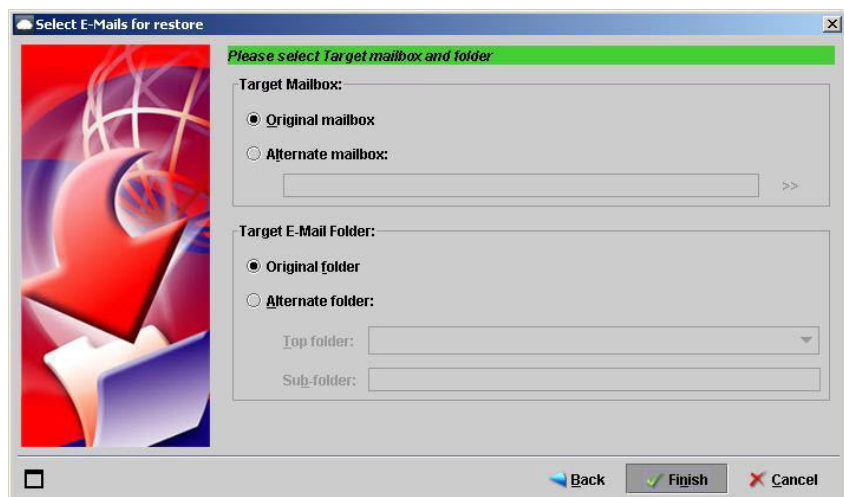 Select E-Mails for restore
Please select Target mailbox and folder
Target Mailbox:
Original mailbox
Alternate mailbox:
>>
Target E-Mail Folder:
Original folder
Alternate folder:
Top folder:
Sub-folder:
Back Finish Cancel